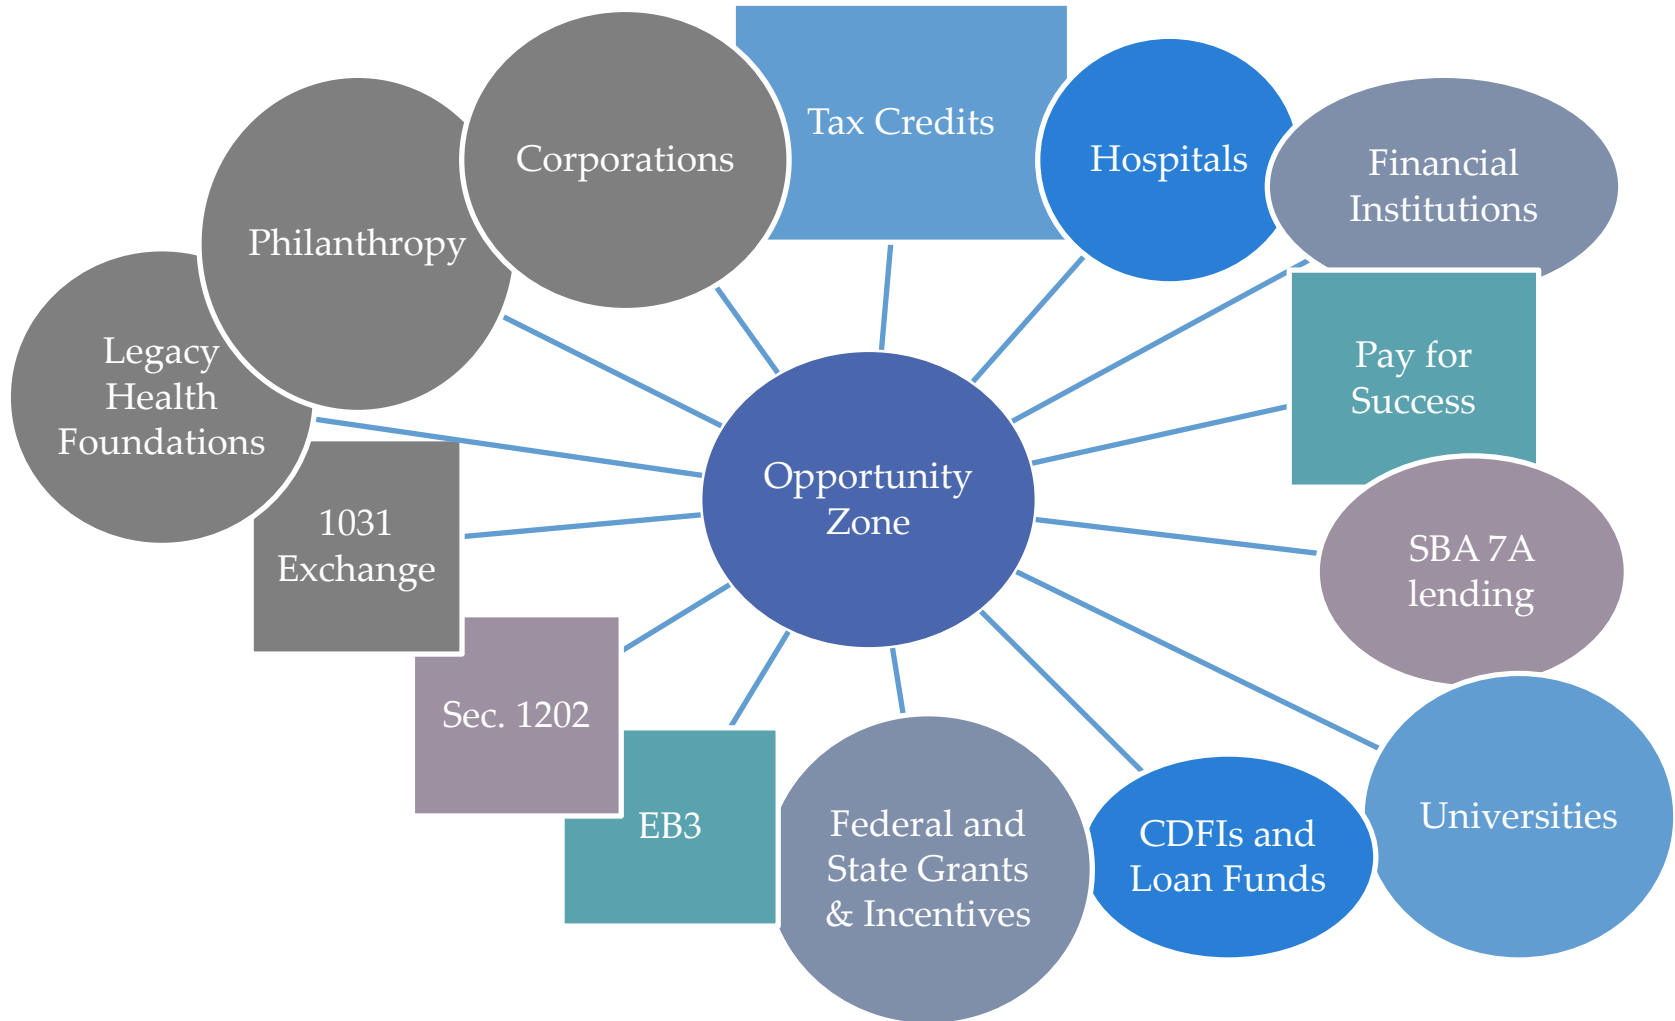 Tax Credits
Corporations
Hospitals
Financial
Institutions
Philanthropy
Legacy
Health
Foundations
Pay for
Success
Opportunity
Zone
1031
Exchange
SBA 7A
lending
Sec. 1202
EB3
Federal and
State Grants
& Incentives
CDFIs and
Loan Funds
Universities